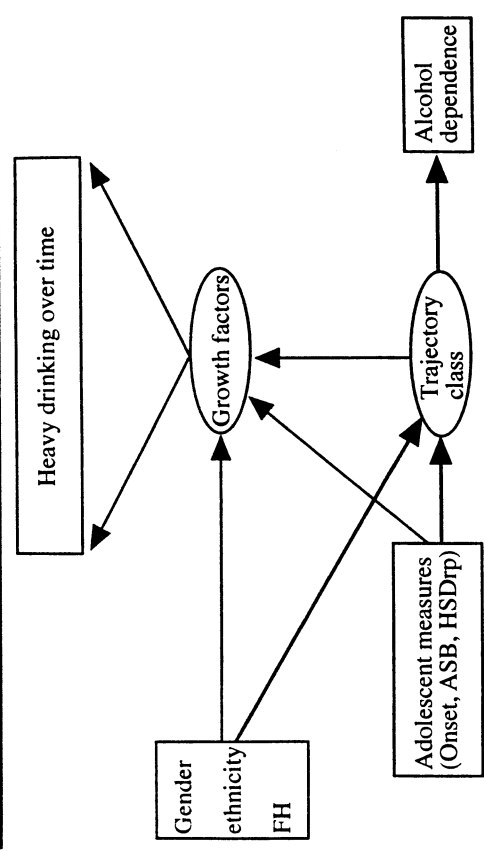 Heavy drinking over time
Gender
ethnicity
FH
Growth factors
Adolescent measures
(Onset, ASB, HSDrp)
Trajectory
class
Alcohol
dependence